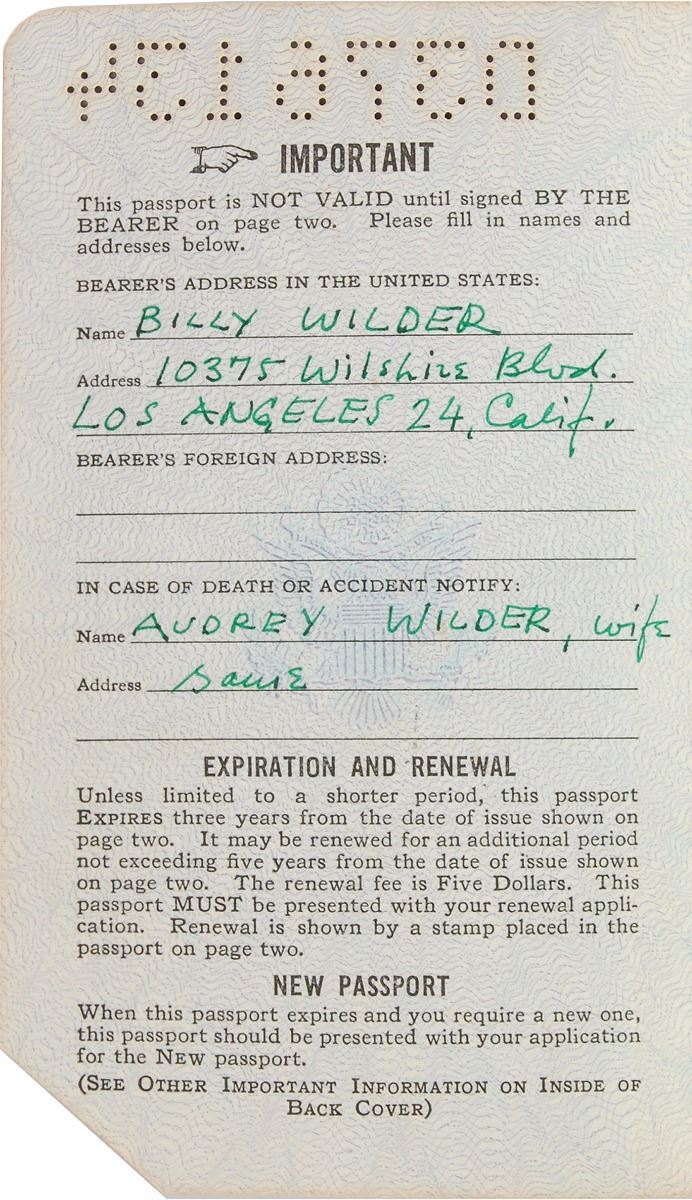 IMPORTANT
This passport is NOT VALID until signed BY THE
BEARER on page two. Please fill in names and
addresses below.
BEARER'S ADDRESS IN THE UNITED STATES:
Name BILLY WILDER
Address 10375 Wilshire Blvd.
LOS ANGELES 24, Calif.
BEARER'S FOREIGN ADDRESS:
IN CASE OF DEATH OR ACCIDENT NOTIFY:
Name AUDREY WILDER, wife
Address Same
EXPIRATION AND RENEWAL
Unless limited to a shorter period, this passport
EXPIRES three years from the date of issue shown on
page two. It may be renewed for an additional period
not exceeding five years from the date of issue shown
on page two. The renewal fee is Five Dollars. This
passport MUST be presented with your renewal appli-
cation. Renewal is shown by a stamp placed in the
passport on page two.
NEW PASSPORT
When this passport expires and you require a new one,
this passport should be presented with your application
for the NEW passport.
(SEE OTHER IMPORTANT INFORMATION ON INSIDE OF
BACK COVER)